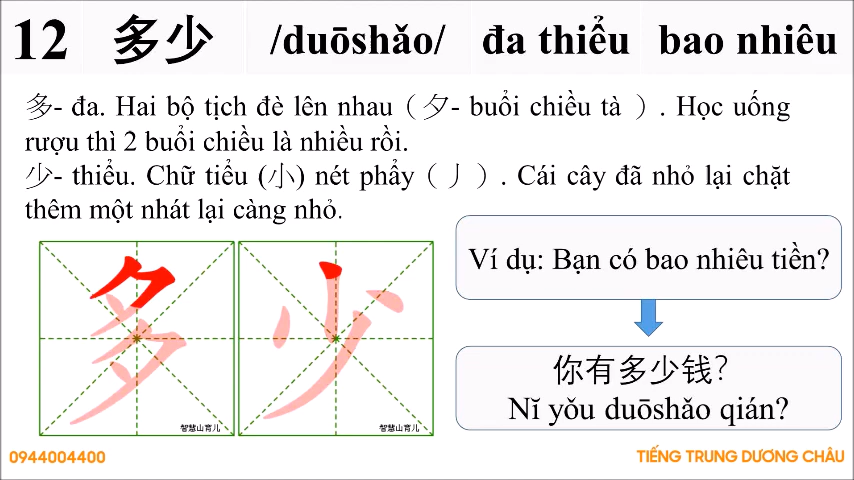 12 多少 /duōshǎo/ đa thiểu bao nhiêu
多- đa. Hai bộ tịch đè lên nhau（夕- buổi chiều tà ）. Học uống
rượu thì 2 buổi chiều là nhiều rồi.
少- thiểu. Chữ tiểu (小) nét phẩy（丿）. Cái cây đã nhỏ lại chặt
thêm một nhát lại càng nhỏ.
多 少
智慧山育儿 智慧山育儿
Ví dụ: Bạn có bao nhiêu tiền?
你有多少钱?
Nǐ yǒu duōshǎo qián?
0944004400
TIẾNG TRUNG DƯƠNG CHÂU